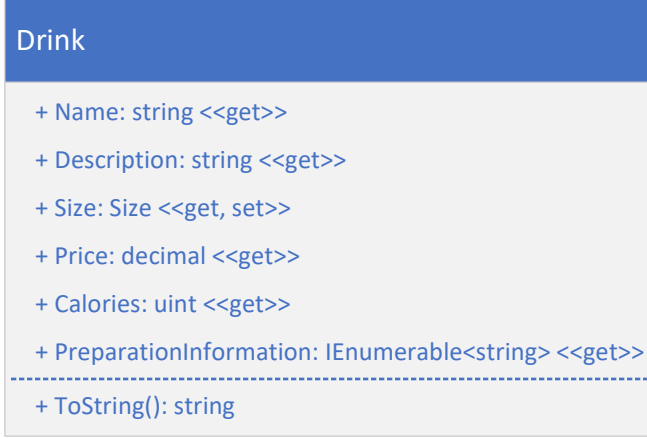 Drink
+ Name: string <<get>>
+ Description: string <<get>>
+ Size: Size <<get, set>>
+ Price: decimal <<get>>
+ Calories: uint <<get>>
+ PreparationInformation: IEnumerable<string> <<get>>
+ ToString(): string